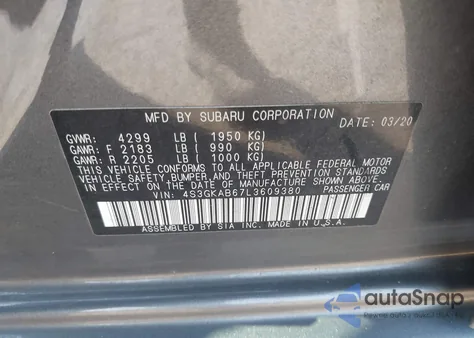 MFD BY SUBARU CORPORATION DATE: 03/20
GVWR: 4299 LB ( 1950 KG)
GAWR: F 2183 LB ( 990 KG)
GAWR: R 2205 LB ( 1000 KG)
THIS VEHICLE CONFORMS TO ALL APPLICABLE FEDERAL MOTOR
VEHICLE SAFETY, BUMPER, AND THEFT PREVENTION STANDARDS
IN EFFECT ON THE DATE OF MANUFACTURE SHOWN ABOVE.
VIN: 4S3GKAB67L3609380 PASSENGER CAR
ASSEMBLED BY SIA INC. MADE IN U.S.A.
autoSnap